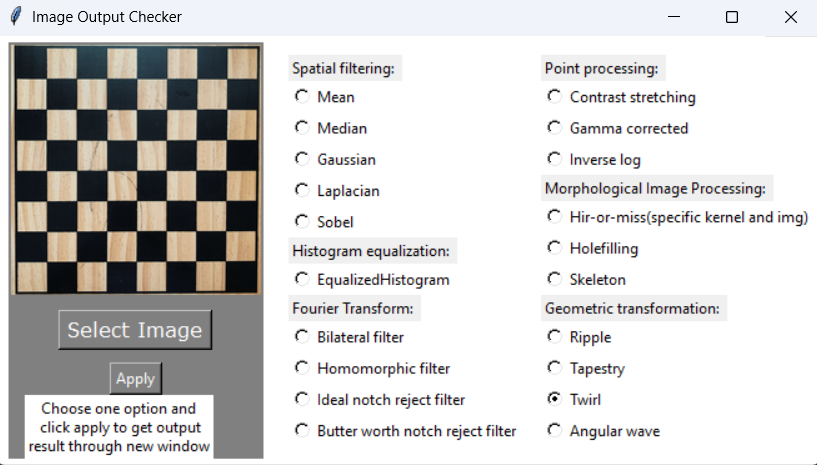 Image Output Checker
Select Image
Apply
Choose one option and
click apply to get output
result through new window
Spatial filtering:
Mean
Median
Gaussian
Laplacian
Sobel
Histogram equalization:
EqualizedHistogram
Fourier Transform:
Bilateral filter
Homomorphic filter
Ideal notch reject filter
Butter worth notch reject filter
Point processing:
Contrast stretching
Gamma corrected
Inverse log
Morphological Image Processing:
Hir-or-miss(specific kernel and img)
Holefilling
Skeleton
Geometric transformation:
Ripple
Tapestry
Twirl
Angular wave